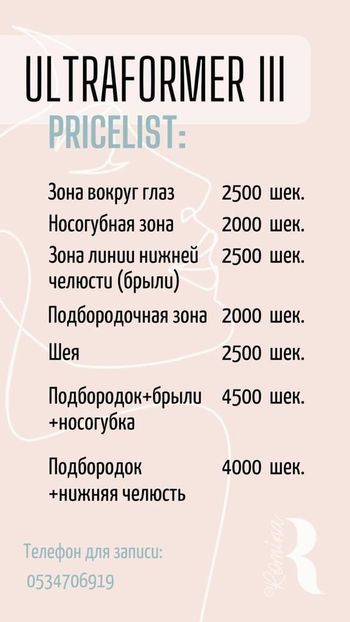 ULTRAFORMER III
PRICELIST:
Зона вокруг глаз 2500 шек.
Носогубная зона 2000 шек.
Зона линии нижней 2500 шек.
челюсти (брыли)
Подбородочная зона 2000 шек.
Шея 2500 шек.
Подбородок+брыли 4500 шек.
+носогубка
Подбородок 4000 шек.
+нижняя челюсть
Телефон для записи:
0534706919
R